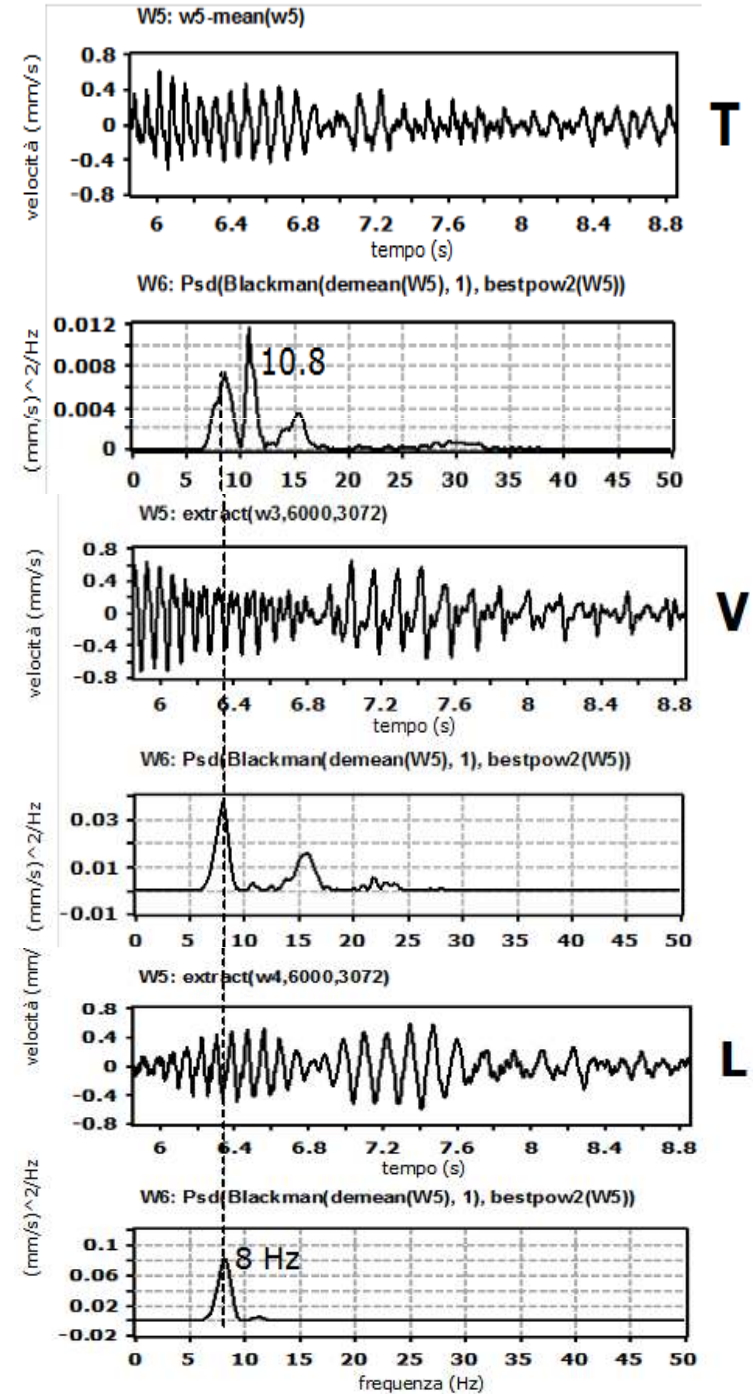 W5: w5-mean(w5)
velocità (mm/s)
0.8
0.4
0
-0.4
-0.8
T
6 6.4 6.8 7.2 7.6 8 8.4 8.8
tempo (s)
W6: Psd(Blackman(demean(W5), 1), bestpow2(W5))
(mm/s)^2/Hz
0.012
0.008
0.004
0
10.8
0 5 10 15 20 25 30 35 40 45 50
W5: extract(w3,6000,3072)
velocità (mm/s)
0.8
0.4
0
-0.4
-0.8
V
6 6.4 6.8 7.2 7.6 8 8.4 8.8
tempo (s)
W6: Psd(Blackman(demean(W5), 1), bestpow2(W5))
(mm/s)^2/Hz
0.03
0.01
-0.01
0 5 10 15 20 25 30 35 40 45 50
W5: extract(w4,6000,3072)
velocità (mm/
0.8
0.4
0
-0.4
-0.8
L
6 6.4 6.8 7.2 7.6 8 8.4 8.8
tempo (s)
W6: Psd(Blackman(demean(W5), 1), bestpow2(W5))
(mm/s)^2/Hz
0.1
0.06
0.02
-0.02
8 Hz
0 5 10 15 20 25 30 35 40 45 50
frequenza (Hz)